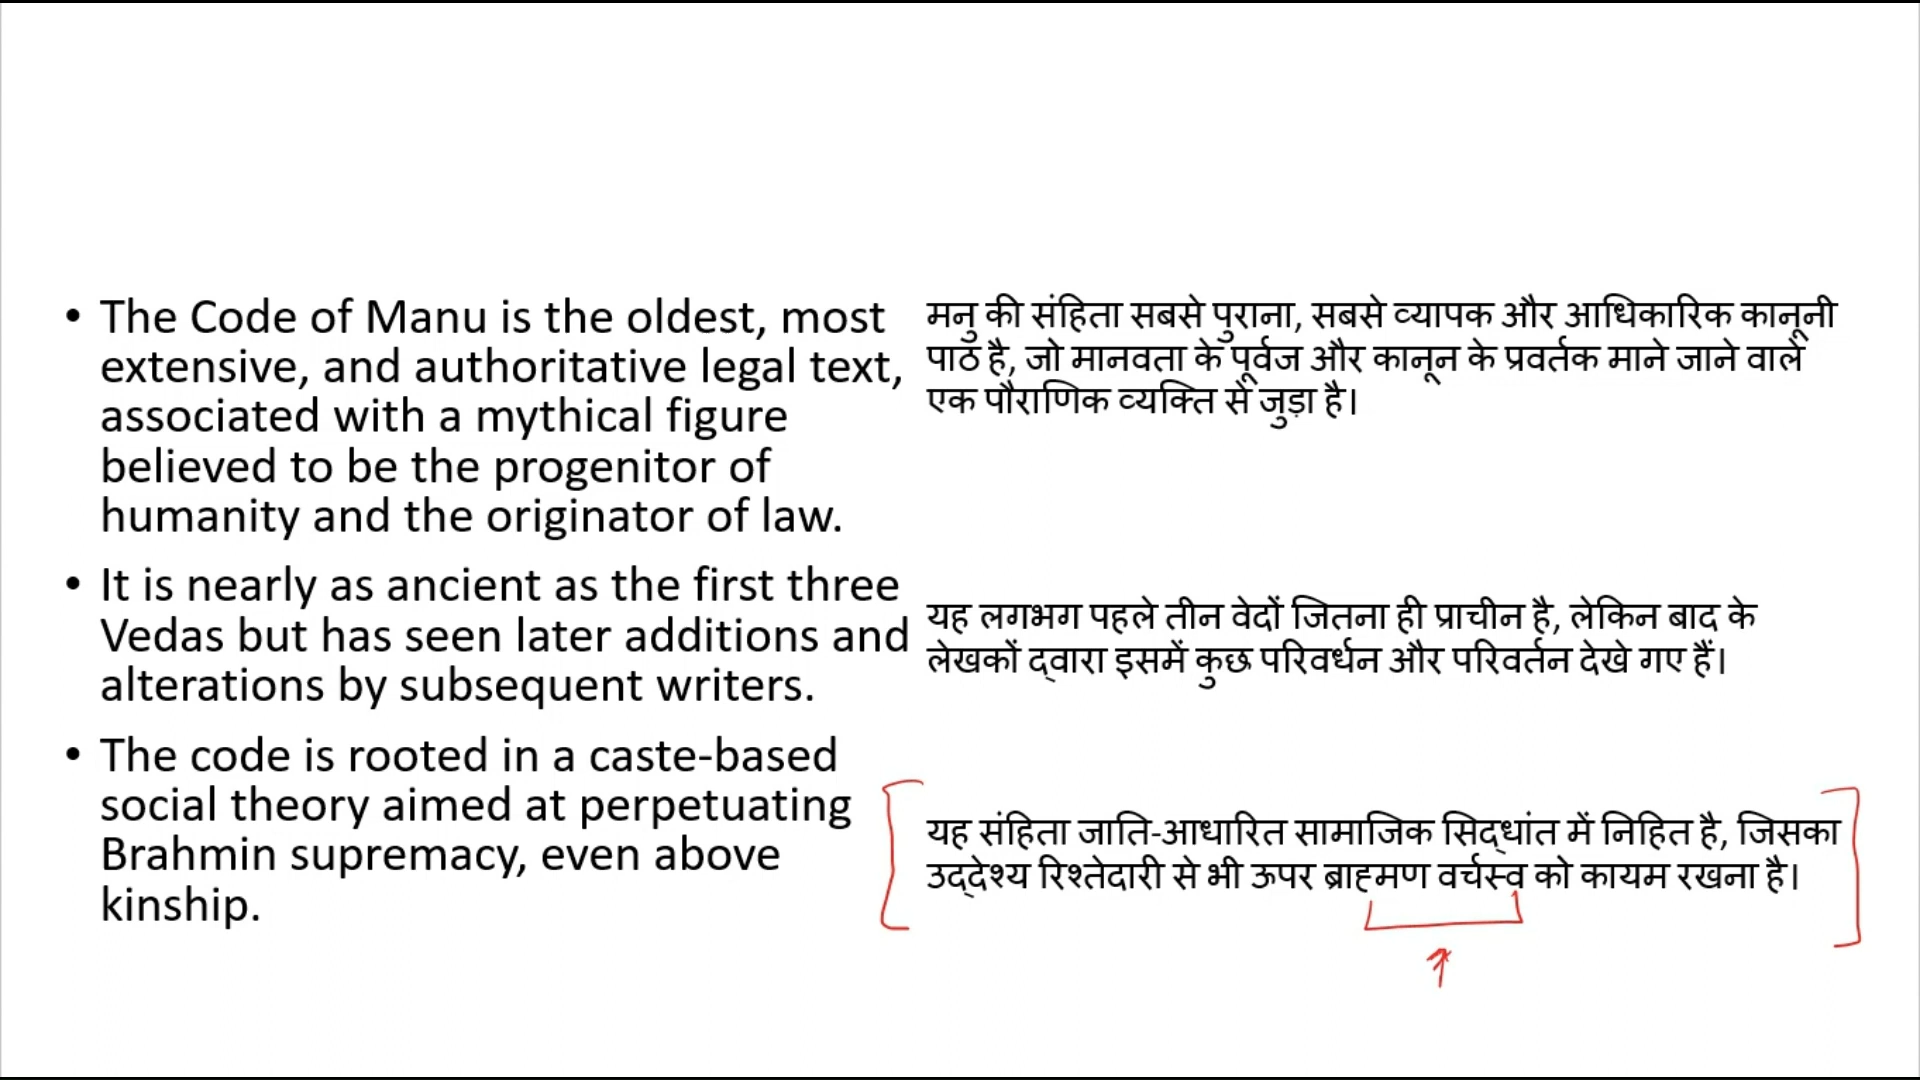 • The Code of Manu is the oldest, most
extensive, and authoritative legal text,
associated with a mythical figure
believed to be the progenitor of
humanity and the originator of law.
• It is nearly as ancient as the first three
Vedas but has seen later additions and
alterations by subsequent writers.
• The code is rooted in a caste-based
social theory aimed at perpetuating
Brahmin supremacy, even above
kinship.
मनु की संहिता सबसे पुराना, सबसे व्यापक और आधिकारिक कानूनी
पाठ है, जो मानवता के पूर्वज और कानून के प्रवर्तक माने जाने वाले
एक पौराणिक व्यक्ति से जुड़ा है।
यह लगभग पहले तीन वेदों जितना ही प्राचीन है, लेकिन बाद के
लेखकों द्वारा इसमें कुछ परिवर्धन और परिवर्तन देखे गए हैं।
यह संहिता जाति-आधारित सामाजिक सिद्धांत में निहित है, जिसका
उद्देश्य रिश्तेदारी से भी ऊपर ब्राह्मण वर्चस्व को कायम रखना है।